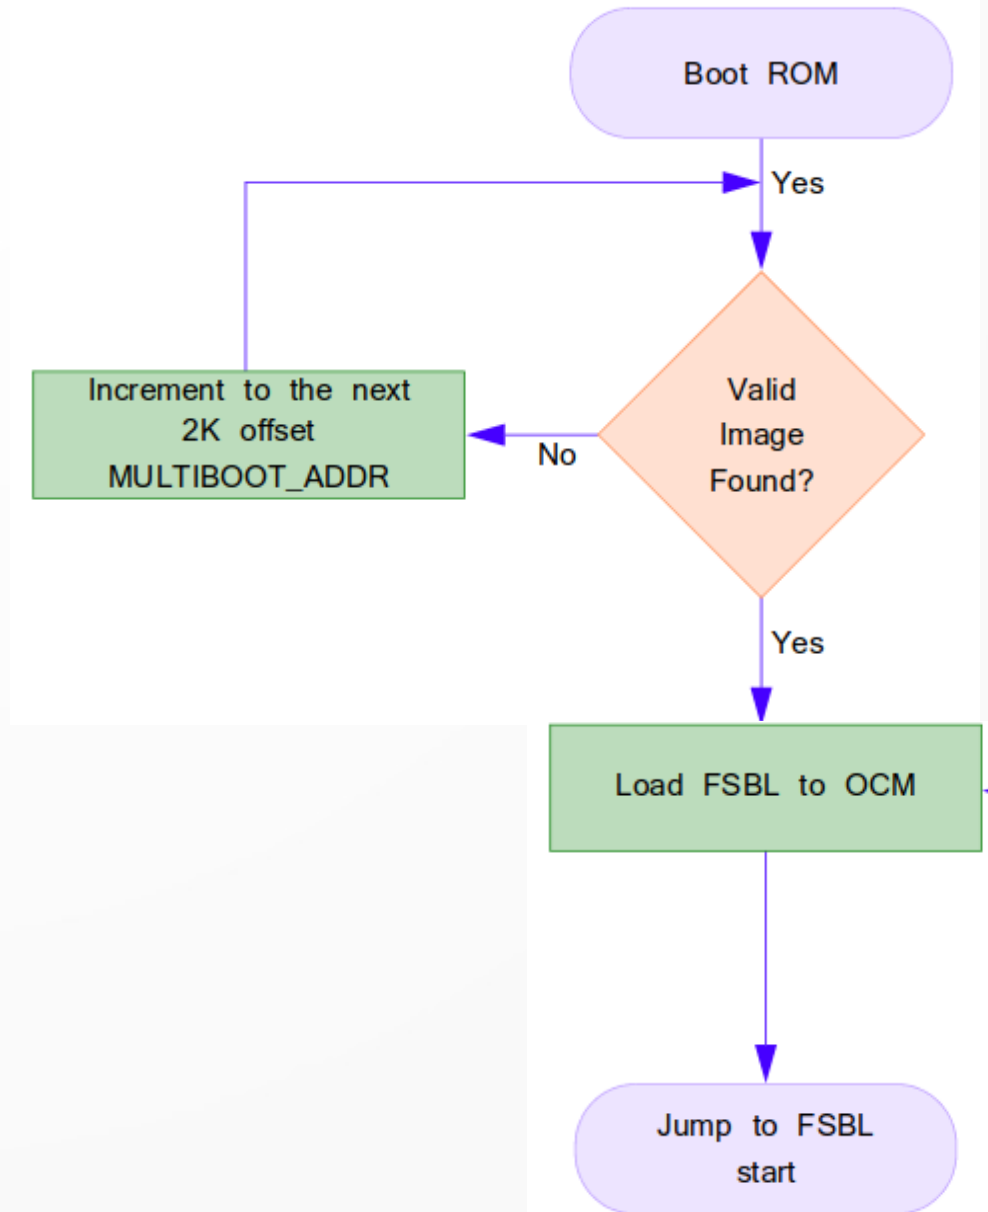 Boot ROM
Yes
Increment to the next
2K offset
MULTIBOOT_ADDR
No
Valid
Image
Found?
Yes
Load FSBL to OCM
Jump to FSBL
start